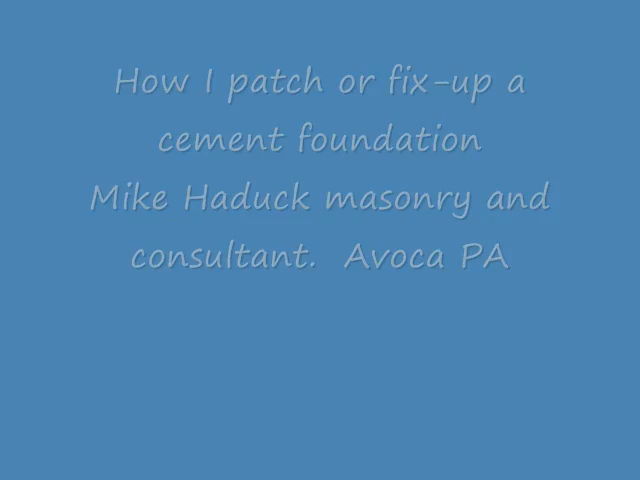 How I patch or fix-up a
cement foundation
Mike Haduck masonry and
consultant. Avoca PA